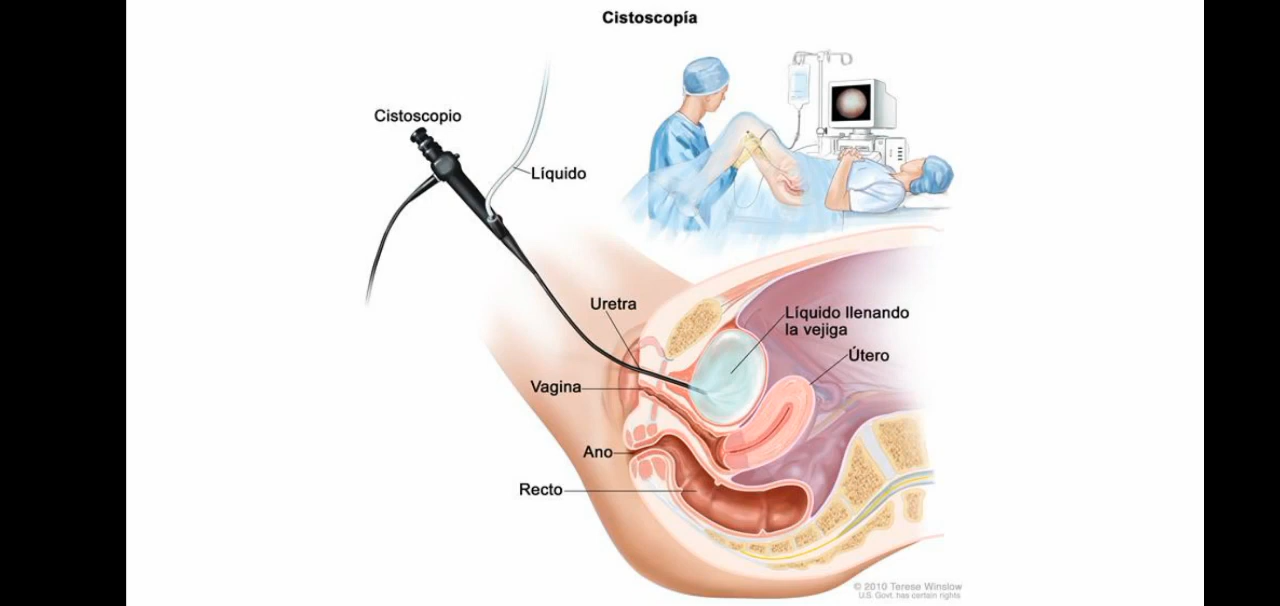 Cistoscopía
Cistoscopio
Líquido
Uretra
Líquido llenando
la vejiga
Útero
Vagina
Ano
Recto
© 2010 Terese Winslow
U.S. Govt. has certain rights